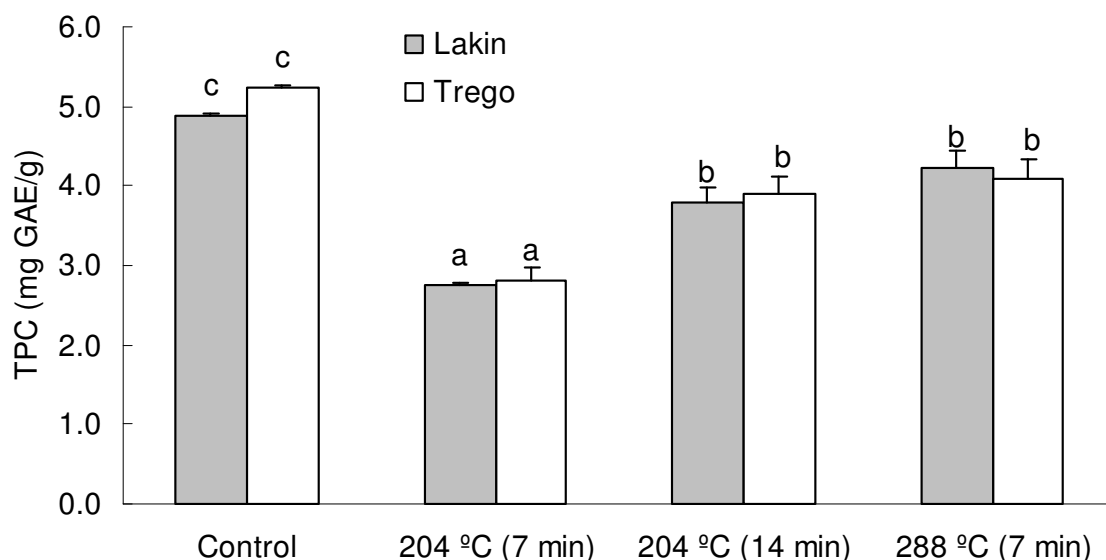 6.0
5.0
4.0
3.0
2.0
1.0
0.0
TPC (mg GAE/g)
Lakin
Trego
c
c
a
a
b
b
b
b
Control
204 ºC (7 min)
204 ºC (14 min)
288 ºC (7 min)